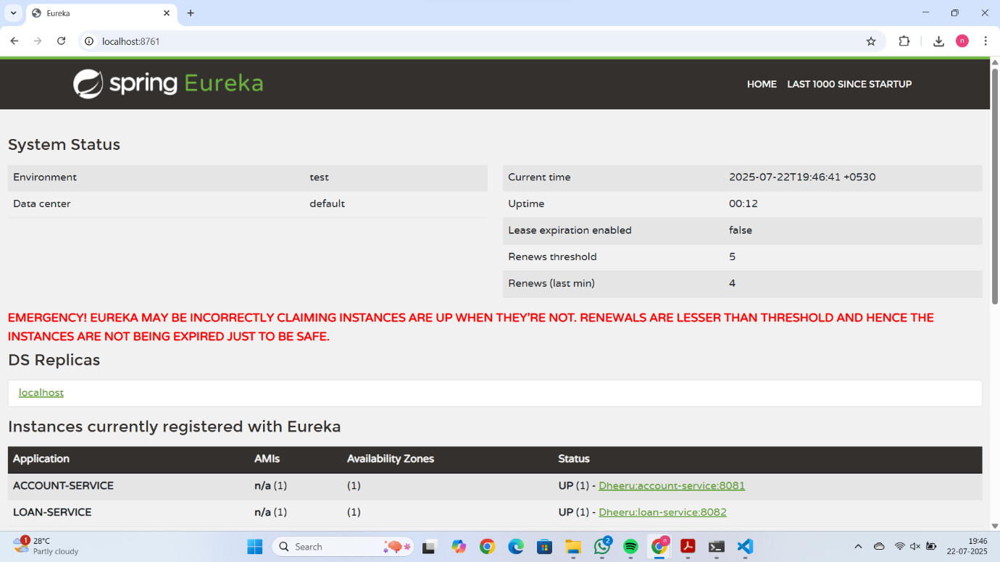 Eureka
localhost:8761
n
spring Eureka
HOME LAST 1000 SINCE STARTUP
System Status
Environment test
Data center default
Current time 2025-07-22T19:46:41 +0530
Uptime 00:12
Lease expiration enabled false
Renews threshold 5
Renews (last min) 4
EMERGENCY! EUREKA MAY BE INCORRECTLY CLAIMING INSTANCES ARE UP WHEN THEY'RE NOT. RENEWALS ARE LESSER THAN THRESHOLD AND HENCE THE
INSTANCES ARE NOT BEING EXPIRED JUST TO BE SAFE.
DS Replicas
localhost
Instances currently registered with Eureka
Application AMIs Availability Zones Status
ACCOUNT-SERVICE n/a (1) (1) UP (1) - Dheeru:account-service:8081
LOAN-SERVICE n/a (1) (1) UP (1) - Dheeru:loan-service:8082
1
28°C
Partly cloudy
Search
2
n
19:46
22-07-2025